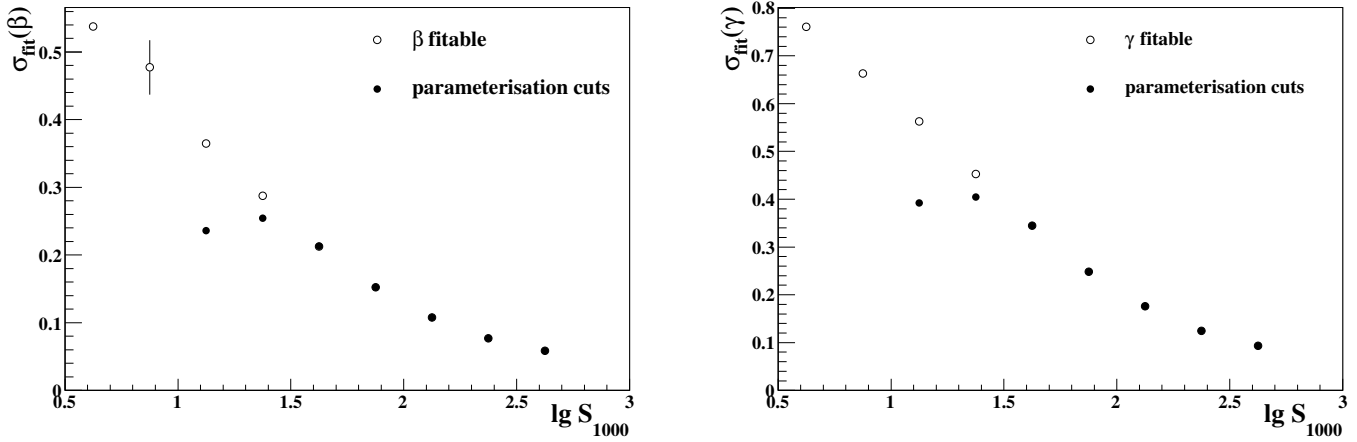 σfit(β)
0.5
0.4
0.3
0.2
0.1
0
β fitable
parameterisation cuts
0.5 1 1.5 2 2.5 3
lg S1000
σfit(γ)
0.8
0.7
0.6
0.5
0.4
0.3
0.2
0.1
0
γ fitable
parameterisation cuts
0.5 1 1.5 2 2.5 3
lg S1000